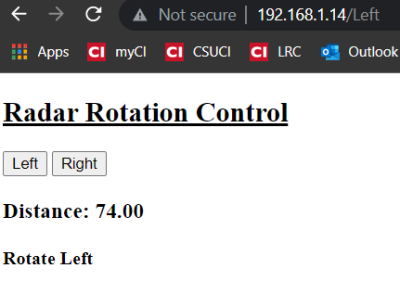 Not secure | 192.168.1.14/Left
Apps CI myCI CI CSUCI CI LRC Outlook
Radar Rotation Control
Left Right
Distance: 74.00
Rotate Left